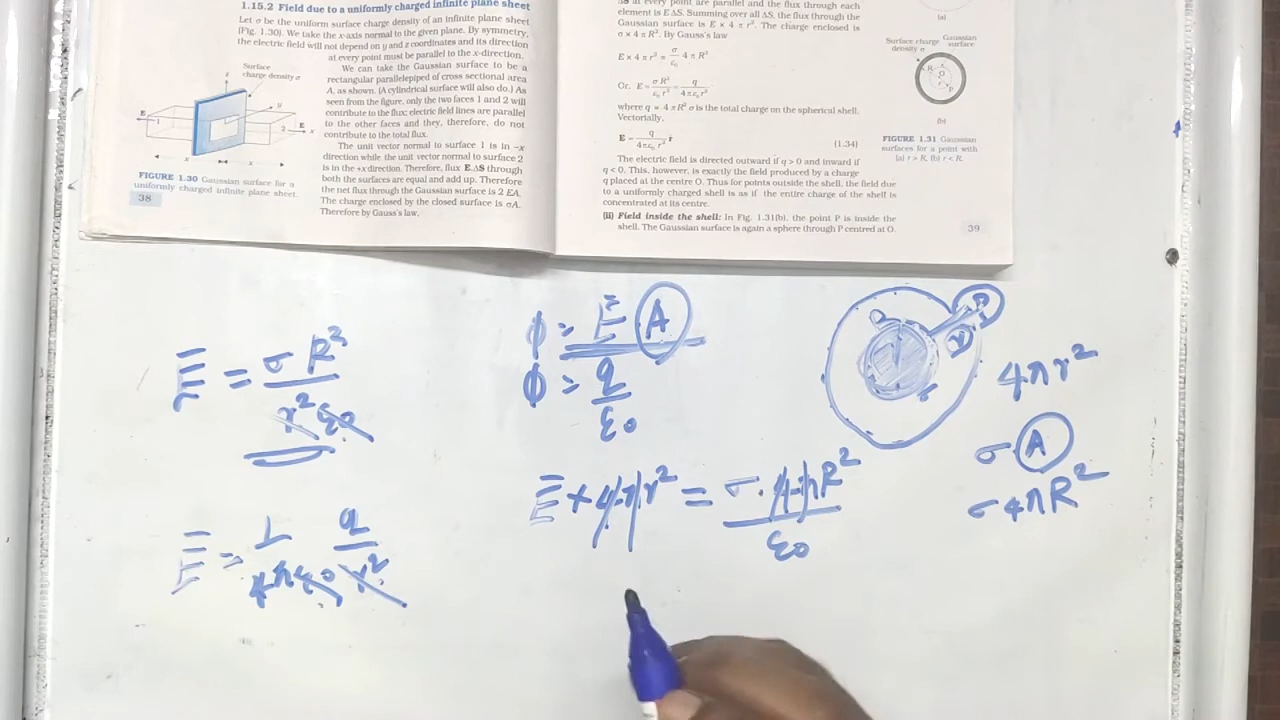 1.15.2 Field due to a uniformly charged infinite plane sheet
Let σ be the uniform surface charge density of an infinite plane sheet
(Fig. 1.30). We take the x-axis normal to the given plane. By symmetry,
the electric field will not depend on y and z coordinates and its direction
at every point must be parallel to the x-direction.
We can take the Gaussian surface to be a
rectangular parallelepiped of cross sectional area
A, as shown. (A cylindrical surface will also do.) As
seen from the figure, only the two faces 1 and 2 will
contribute to the flux; electric field lines are parallel
to the other faces and they, therefore, do not
contribute to the total flux.
The unit vector normal to surface 1 is in –x
direction while the unit vector normal to surface 2
is in the +x direction. Therefore, flux E.ΔS through
both the surfaces are equal and add up. Therefore
the net flux through the Gaussian surface is 2 EA.
The charge enclosed by the closed surface is σA.
Therefore by Gauss's law,
Surface
charge density σ
z
y
E
1
2
E
x
x
x
FIGURE 1.30 Gaussian surface for a
uniformly charged infinite plane sheet.
38
at every point are parallel and the flux through each
element is E ΔS. Summing over all ΔS, the flux through the
Gaussian surface is E × 4 π r². The charge enclosed is
σ × 4 π R². By Gauss's law
E × 4 π r² = σ/ε₀ 4 π R²
Or, E = σ R²/ε₀ r² = q/4 π ε₀ r²
where q = 4 π R² σ is the total charge on the spherical shell.
Vectorially,
E = q/4πε₀ r² r̂ (1.34)
The electric field is directed outward if q > 0 and inward if
q < 0. This, however, is exactly the field produced by a charge
q placed at the centre O. Thus for points outside the shell, the field due
to a uniformly charged shell is as if the entire charge of the shell is
concentrated at its centre.
(ii) Field inside the shell: In Fig. 1.31(b), the point P is inside the
shell. The Gaussian surface is again a sphere through P centred at O.
(a)
Surface charge
density σ
Gaussian
surface
R
O
r
P
(b)
FIGURE 1.31 Gaussian
surfaces for a point with
(a) r > R, (b) r < R.
39
E = σ R²/r² ε₀
E = 1/4πε₀ q/r²
ϕ = E A
ϕ = q/ε₀
E × 4πr² = σ·4πR²/ε₀
4πr²
σ A
σ 4πR²